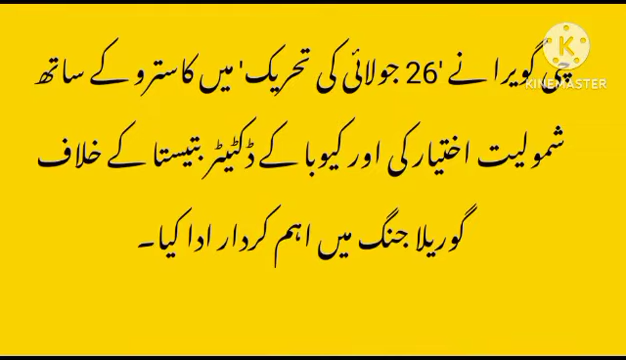 چی گویرا نے '26 جولائی کی تحریک' میں کاسترو کے ساتھ
شمولیت اختیار کی اور کیوبا کے ڈکٹیٹر بتیستا کے خلاف
گوریلا جنگ میں اہم کردار ادا کیا۔
K
KINEMASTER